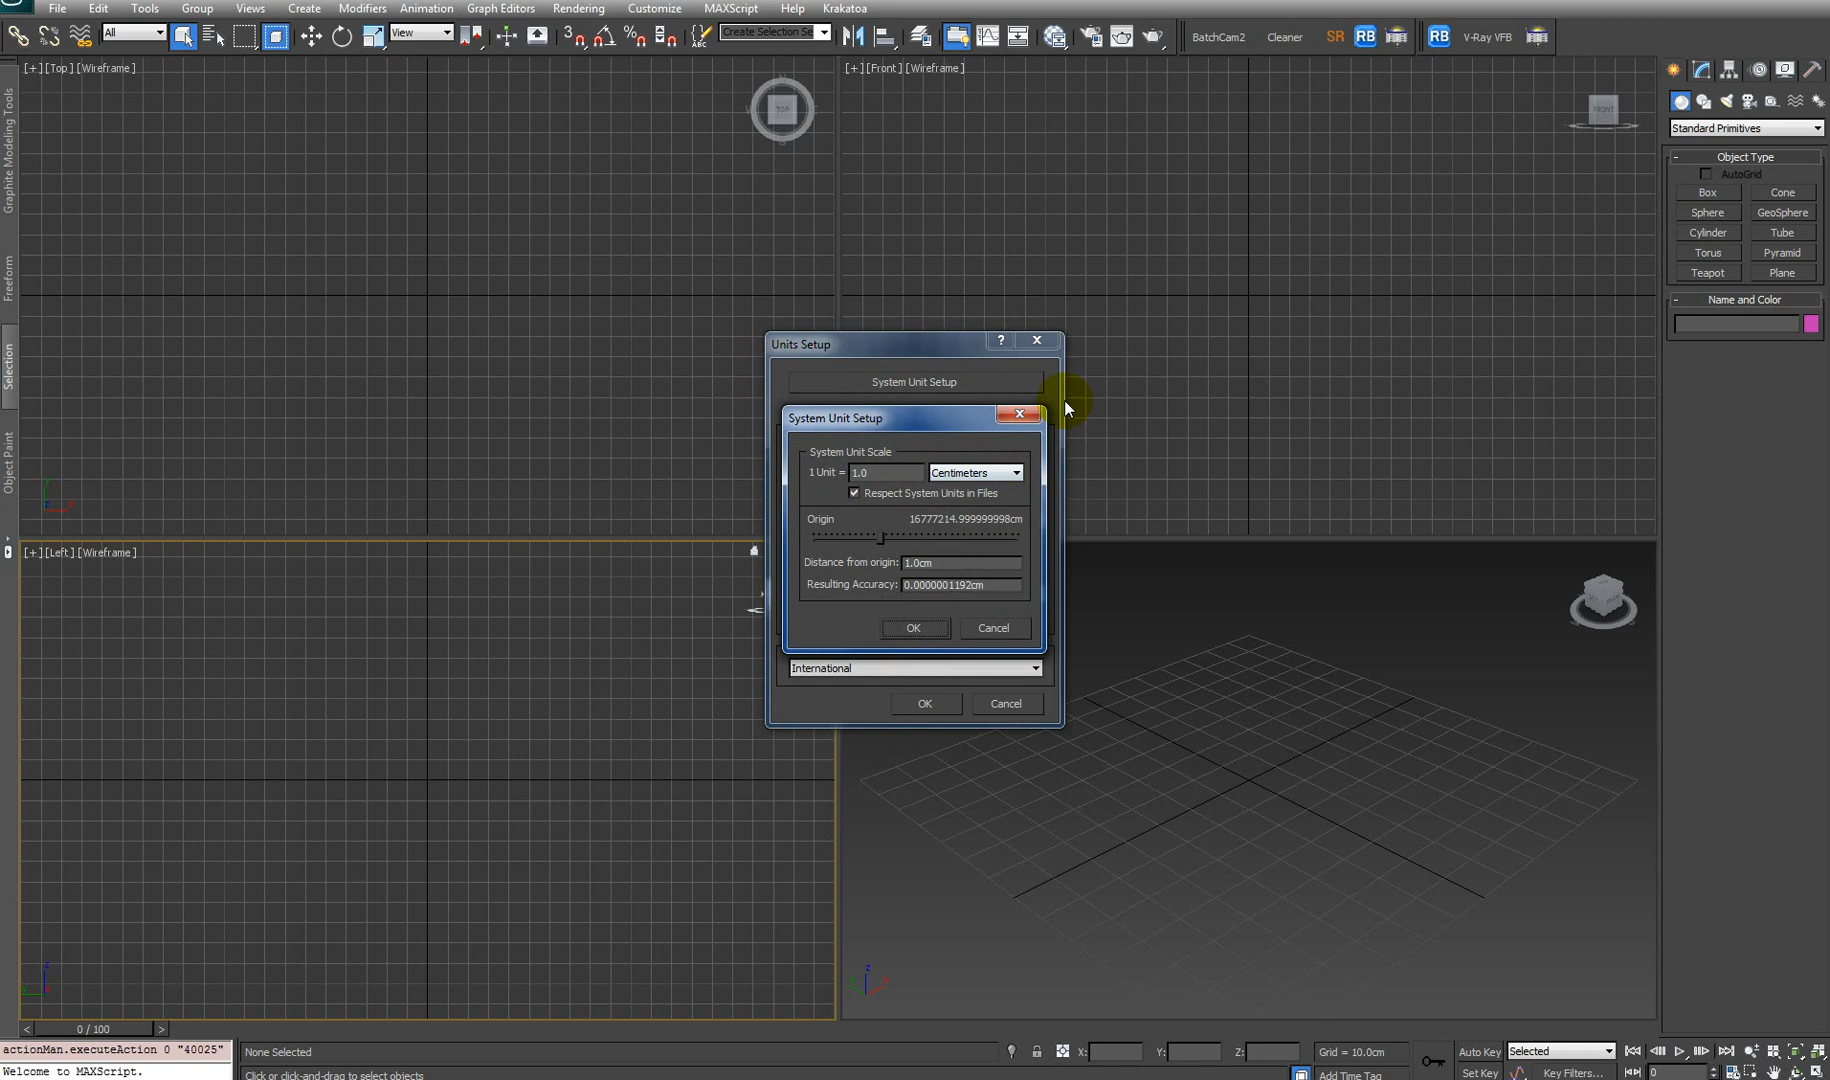 File Edit Tools Group Views Create Modifiers Animation Graph Editors Rendering Customize MAXScript Help Krakatoa
All View Create Selection Se BatchCam2 Cleaner SR RB RB V-Ray VFB
[+][Top][Wireframe]
[+][Front][Wireframe]
TOP
FRONT
Graphite Modeling Tools
Freeform
Selection
Object Paint
Standard Primitives
- Object Type
AutoGrid
Box Cone
Sphere GeoSphere
Cylinder Tube
Torus Pyramid
Teapot Plane
- Name and Color
Units Setup
System Unit Setup
System Unit Setup
System Unit Scale
1 Unit = 1.0 Centimeters
Respect System Units in Files
Origin 16777214.999999998cm
Distance from origin: 1.0cm
Resulting Accuracy: 0.0000001192cm
OK Cancel
International
OK Cancel
[+][Left][Wireframe]
< 0 / 100 >
actionMan.executeAction 0 "40025"
Welcome to MAXScript.
None Selected X: Y: Z: Grid = 10.0cm Auto Key Selected
Click or click-and-drag to select objects Add Time Tag Set Key Key Filters... 0